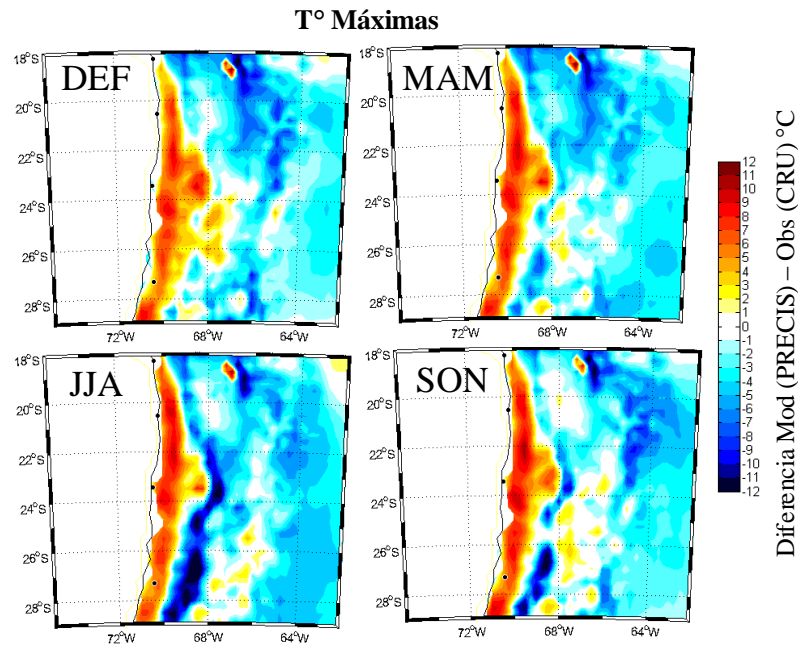 T° Máximas
DEF
18°S
20°S
22°S
24°S
26°S
28°S
72°W
68°W
64°W
MAM
18°S
20°S
22°S
24°S
26°S
28°S
72°W
68°W
64°W
JJA
18°S
20°S
22°S
24°S
26°S
28°S
72°W
68°W
64°W
SON
18°S
20°S
22°S
24°S
26°S
28°S
72°W
68°W
64°W
12
11
10
9
8
7
6
5
4
3
2
1
0
-1
-2
-3
-4
-5
-6
-7
-8
-9
-10
-11
-12
Diferencia Mod (PRECIS) – Obs (CRU) °C